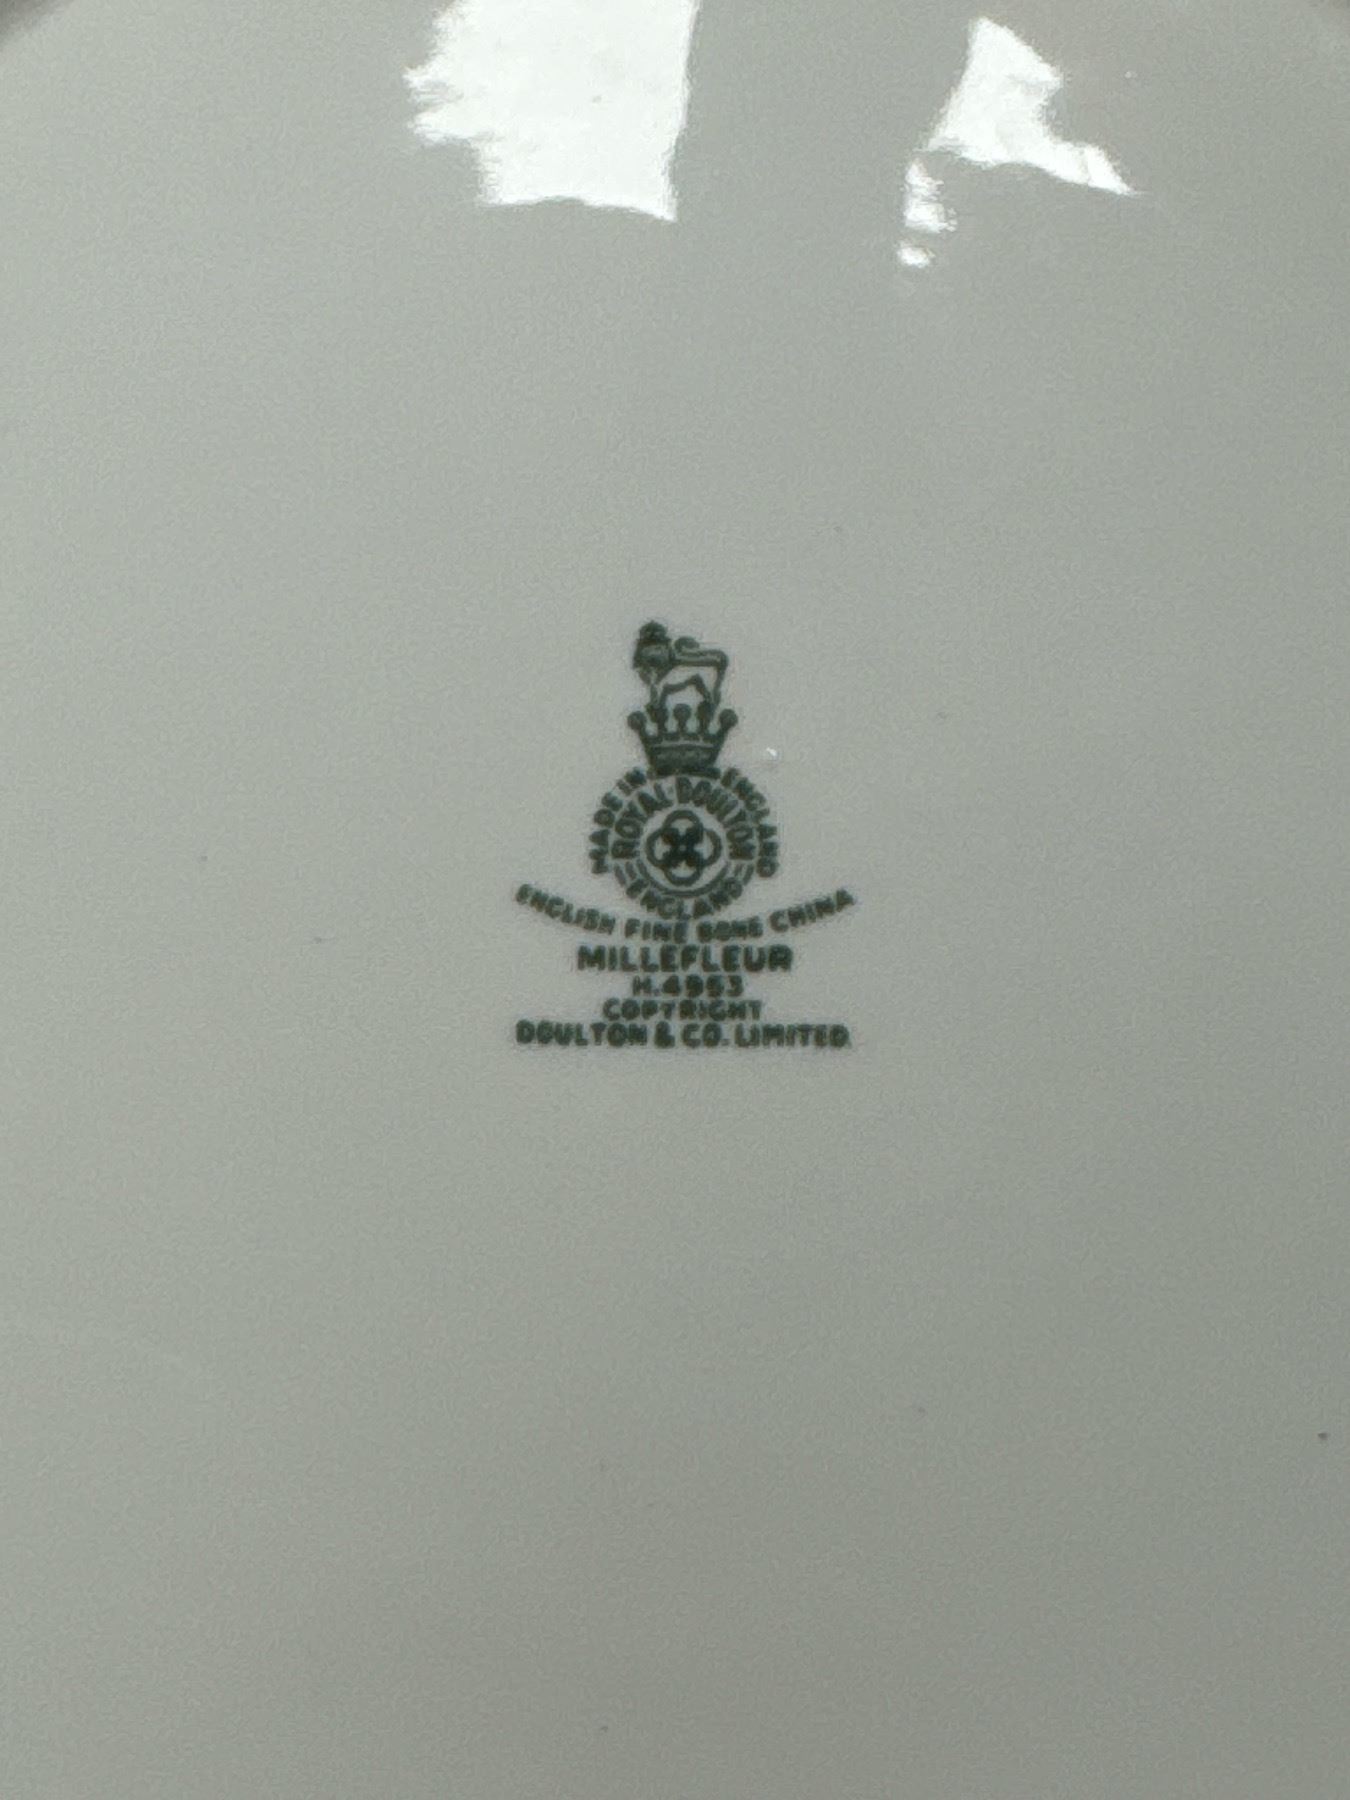 MADE IN ENGLAND
ROYAL DOULTON
ENGLAND
ENGLISH FINE BONE CHINA
MILLEFLEUR
H.4953
COPYRIGHT
DOULTON & CO. LIMITED.